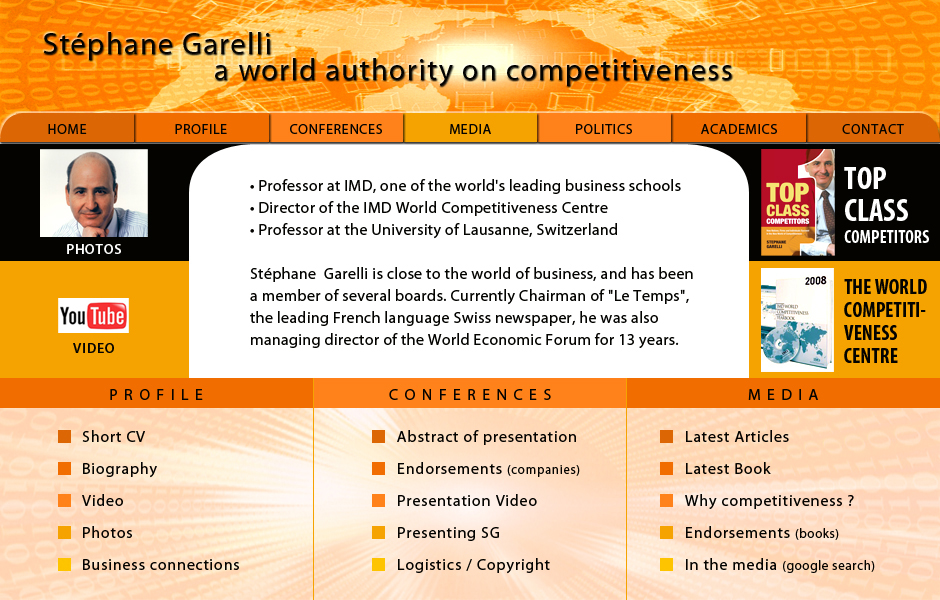 Stéphane Garelli
a world authority on competitiveness
HOME PROFILE CONFERENCES MEDIA POLITICS ACADEMICS CONTACT
PHOTOS
YouTube
VIDEO
• Professor at IMD, one of the world's leading business schools
• Director of the IMD World Competitiveness Centre
• Professor at the University of Lausanne, Switzerland
Stéphane Garelli is close to the world of business, and has been
a member of several boards. Currently Chairman of "Le Temps",
the leading French language Swiss newspaper, he was also
managing director of the World Economic Forum for 13 years.
TOP
CLASS
COMPETITORS
STÉPHANE
GARELLI
TOP
CLASS
COMPETITORS
2008
IMD WORLD
COMPETITIVENESS
YEARBOOK
THE WORLD
COMPETITI-
VENESS
CENTRE
PROFILE
Short CV
Biography
Video
Photos
Business connections
CONFERENCES
Abstract of presentation
Endorsements (companies)
Presentation Video
Presenting SG
Logistics / Copyright
MEDIA
Latest Articles
Latest Book
Why competitiveness ?
Endorsements (books)
In the media (google search)